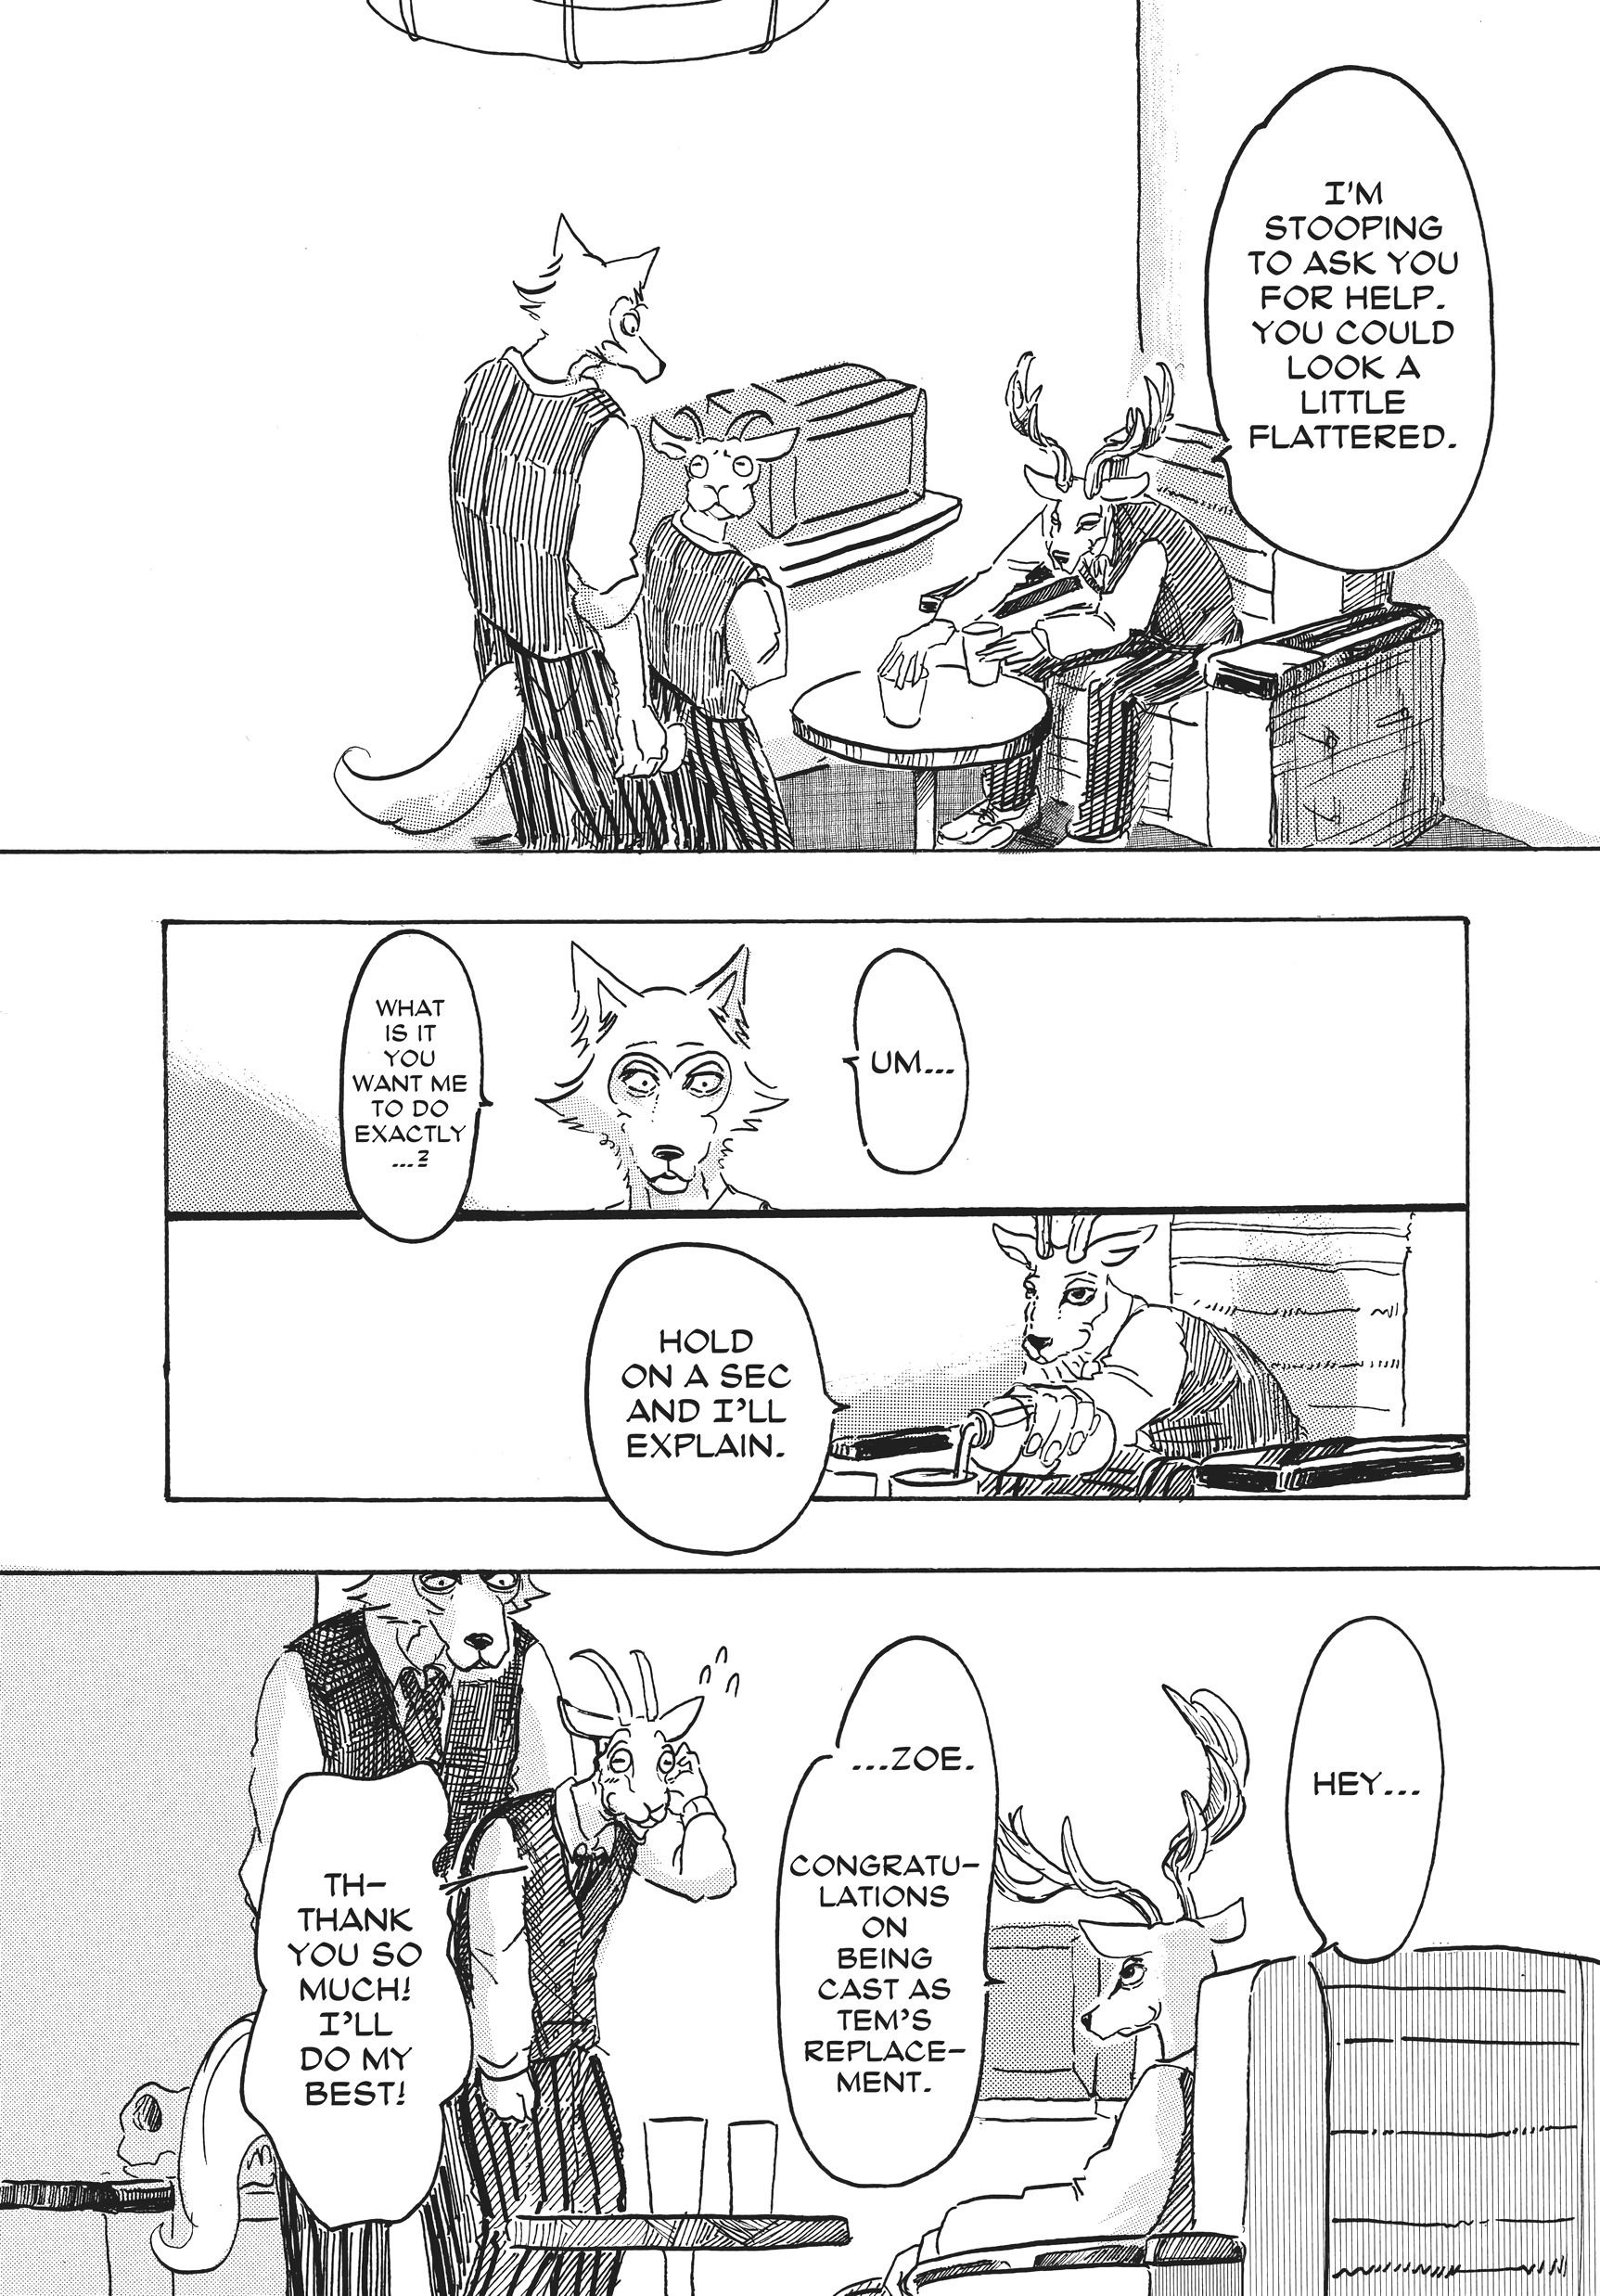 I'M
STOOPING
TO ASK YOU
FOR HELP.
YOU COULD
LOOK A
LITTLE
FLATTERED.
UM...
WHAT
IS IT
YOU
WANT ME
TO DO
EXACTLY
...?
HOLD
ON A SEC
AND I'LL
EXPLAIN.
HEY...
...ZOE.
CONGRATU-
LATIONS
ON
BEING
CAST AS
TEM'S
REPLACE-
MENT.
TH-
THANK
YOU SO
MUCH!
I'LL
DO MY
BEST!